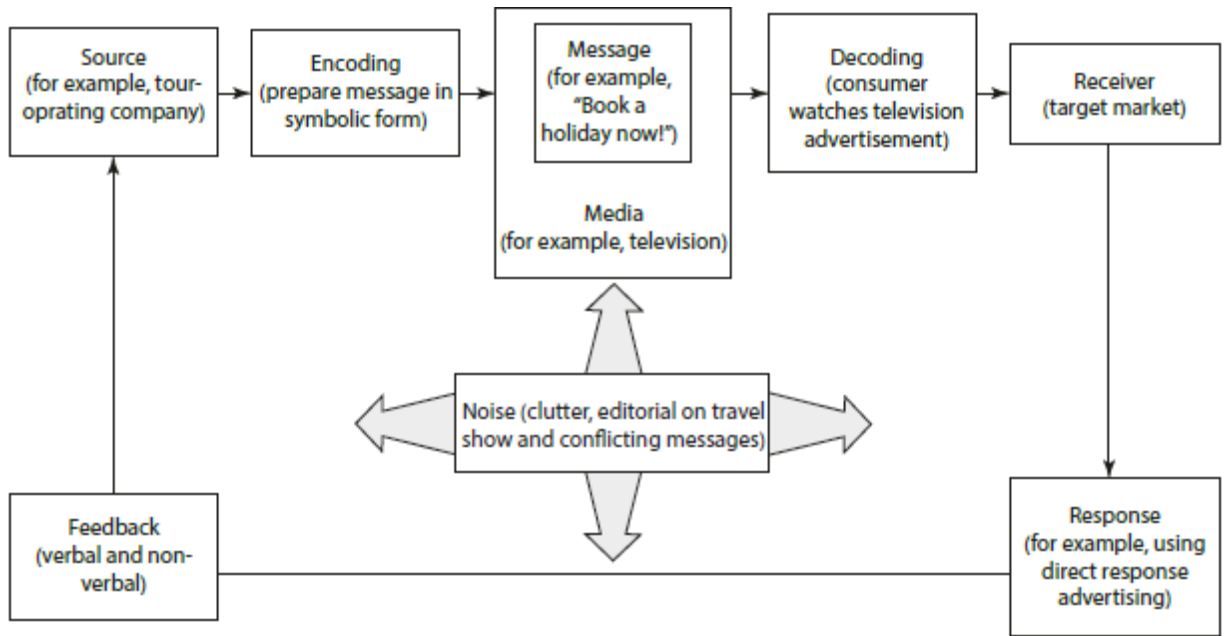 Source
(for example, tour-
oprating company)
Encoding
(prepare message in
symbolic form)
Message
(for example,
“Book a
holiday now!”)
Media
(for example, television)
Decoding
(consumer
watches television
advertisement)
Receiver
(target market)
Noise (clutter, editorial on travel
show and conflicting messages)
Feedback
(verbal and non-
verbal)
Response
(for example, using
direct response
advertising)